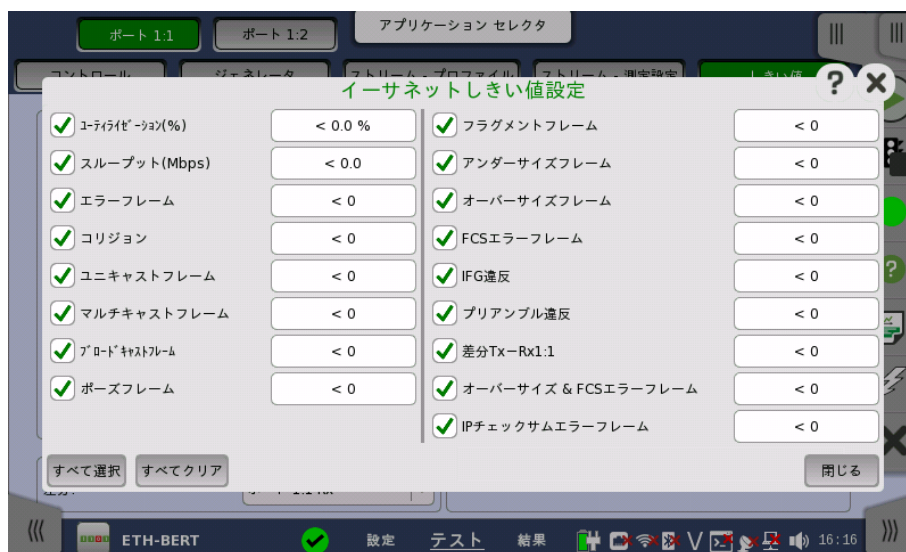 ポート 1:1
ポート 1:2
アプリケーション セレクタ
コントロール
ジェネレータ
ストリーム - プロファイル
ストリーム - 測定設定
しきい値
イーサネットしきい値設定
?
ﾕｰﾃｨﾗｲｾﾞｰｼｮﾝ(%)
< 0.0 %
フラグメントフレーム
< 0
スループット(Mbps)
< 0.0
アンダーサイズフレーム
< 0
エラーフレーム
< 0
オーバーサイズフレーム
< 0
コリジョン
< 0
FCSエラーフレーム
< 0
ユニキャストフレーム
< 0
IFG違反
< 0
マルチキャストフレーム
< 0
プリアンブル違反
< 0
ﾌﾞﾛｰﾄﾞｷｬｽﾄﾌﾚｰﾑ
< 0
差分Tx－Rx1:1
< 0
ポーズフレーム
< 0
オーバーサイズ & FCSエラーフレーム
< 0
IPチェックサムエラーフレーム
< 0
すべて選択
すべてクリア
閉じる
ETH-BERT
設定
テスト
結果
V
16:16